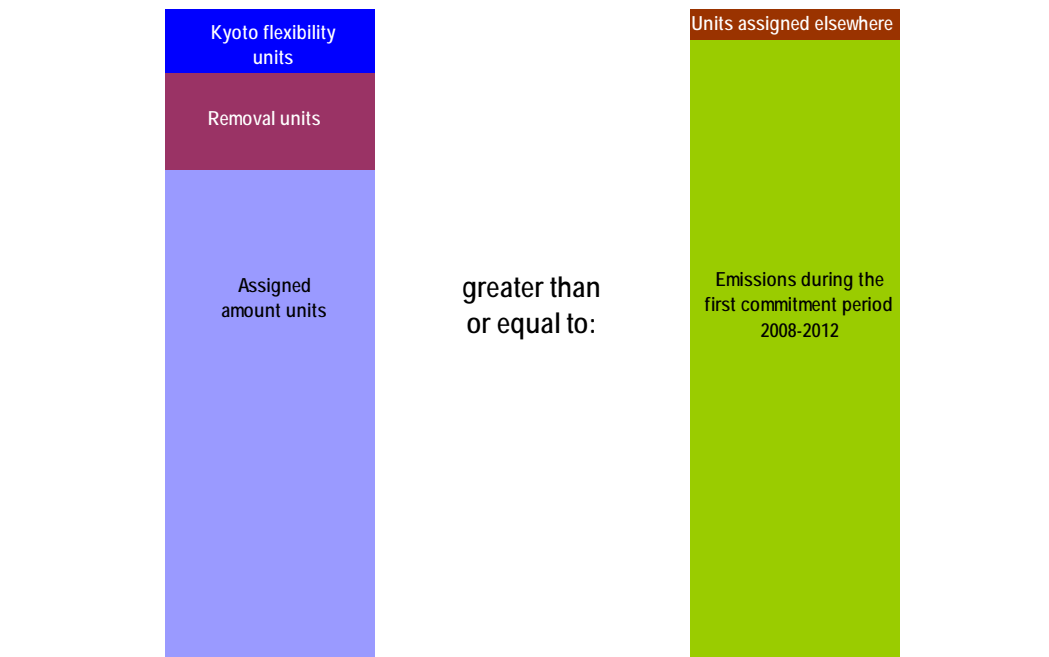 Kyoto flexibility
units
Removal units
Assigned
amount units
greater than
or equal to:
Units assigned elsewhere
Emissions during the
first commitment period
2008-2012